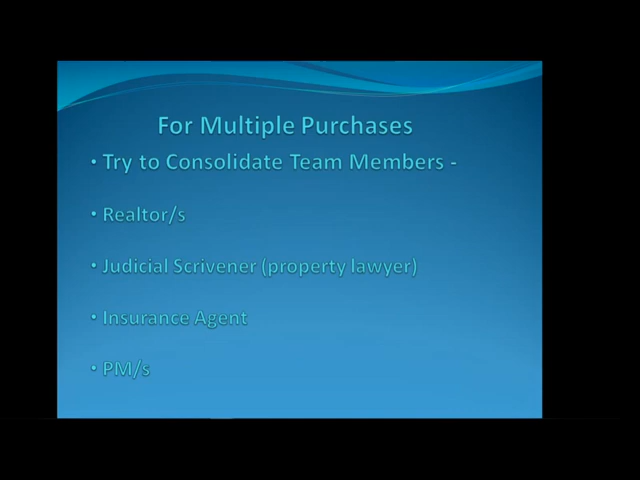 For Multiple Purchases
• Try to Consolidate Team Members -
• Realtor/s
• Judicial Scrivener (property lawyer)
• Insurance Agent
• PM/s